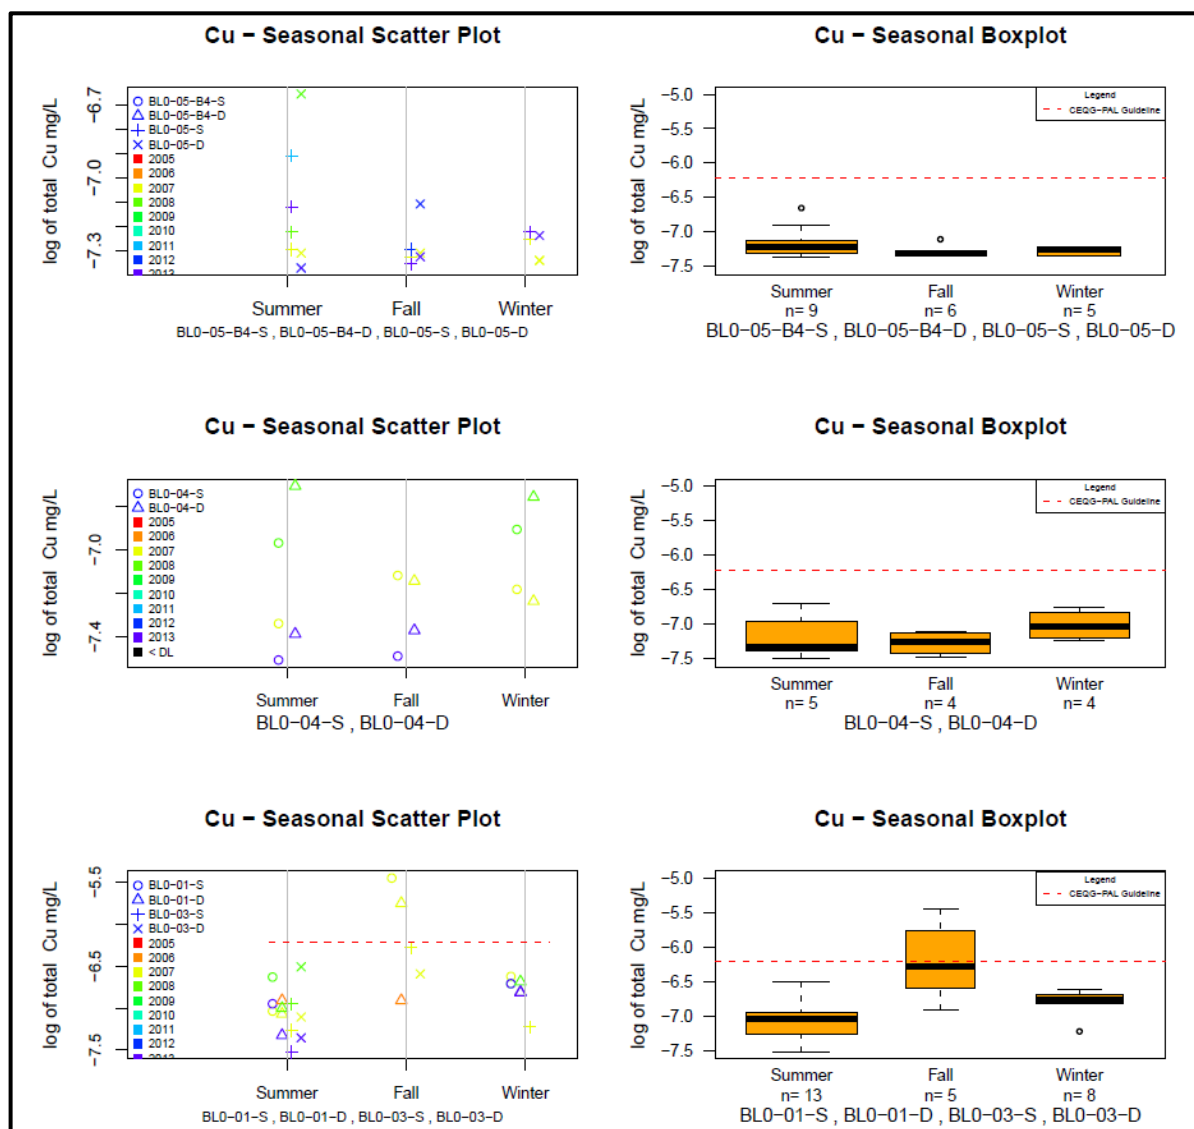 Cu − Seasonal Scatter Plot
log of total Cu mg/L
−6.7
−7.0
−7.3
BL0−05−B4−S
BL0−05−B4−D
BL0−05−S
BL0−05−D
2005
2006
2007
2008
2009
2010
2011
2012
2013
Summer Fall Winter
BL0−05−B4−S , BL0−05−B4−D , BL0−05−S , BL0−05−D
Cu − Seasonal Boxplot
log of total Cu mg/L
−5.0
−5.5
−6.0
−6.5
−7.0
−7.5
Legend
CEQG−PAL Guideline
Summer Fall Winter
n= 9 n= 6 n= 5
BL0−05−B4−S , BL0−05−B4−D , BL0−05−S , BL0−05−D
Cu − Seasonal Scatter Plot
log of total Cu mg/L
−7.0
−7.4
BL0−04−S
BL0−04−D
2005
2006
2007
2008
2009
2010
2011
2012
2013
< DL
Summer Fall Winter
BL0−04−S , BL0−04−D
Cu − Seasonal Boxplot
log of total Cu mg/L
−5.0
−5.5
−6.0
−6.5
−7.0
−7.5
Legend
CEQG−PAL Guideline
Summer Fall Winter
n= 5 n= 4 n= 4
BL0−04−S , BL0−04−D
Cu − Seasonal Scatter Plot
log of total Cu mg/L
−5.5
−6.5
−7.5
BL0−01−S
BL0−01−D
BL0−03−S
BL0−03−D
2005
2006
2007
2008
2009
2010
2011
2012
2013
Summer Fall Winter
BL0−01−S , BL0−01−D , BL0−03−S , BL0−03−D
Cu − Seasonal Boxplot
log of total Cu mg/L
−5.0
−5.5
−6.0
−6.5
−7.0
−7.5
Legend
CEQG−PAL Guideline
Summer Fall Winter
n= 13 n= 5 n= 8
BL0−01−S , BL0−01−D , BL0−03−S , BL0−03−D